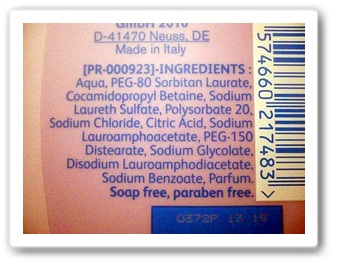 GmbH 2010
D-41470 Neuss, DE
Made in Italy
[PR-000923]-INGREDIENTS :
Aqua, PEG-80 Sorbitan Laurate,
Cocamidopropyl Betaine, Sodium
Laureth Sulfate, Polysorbate 20,
Sodium Chloride, Citric Acid, Sodium
Lauroamphoacetate, PEG-150
Distearate, Sodium Glycolate,
Disodium Lauroamphodiacetate,
Sodium Benzoate, Parfum.
Soap free, paraben free.
0372P 13 16
574660 217483 >